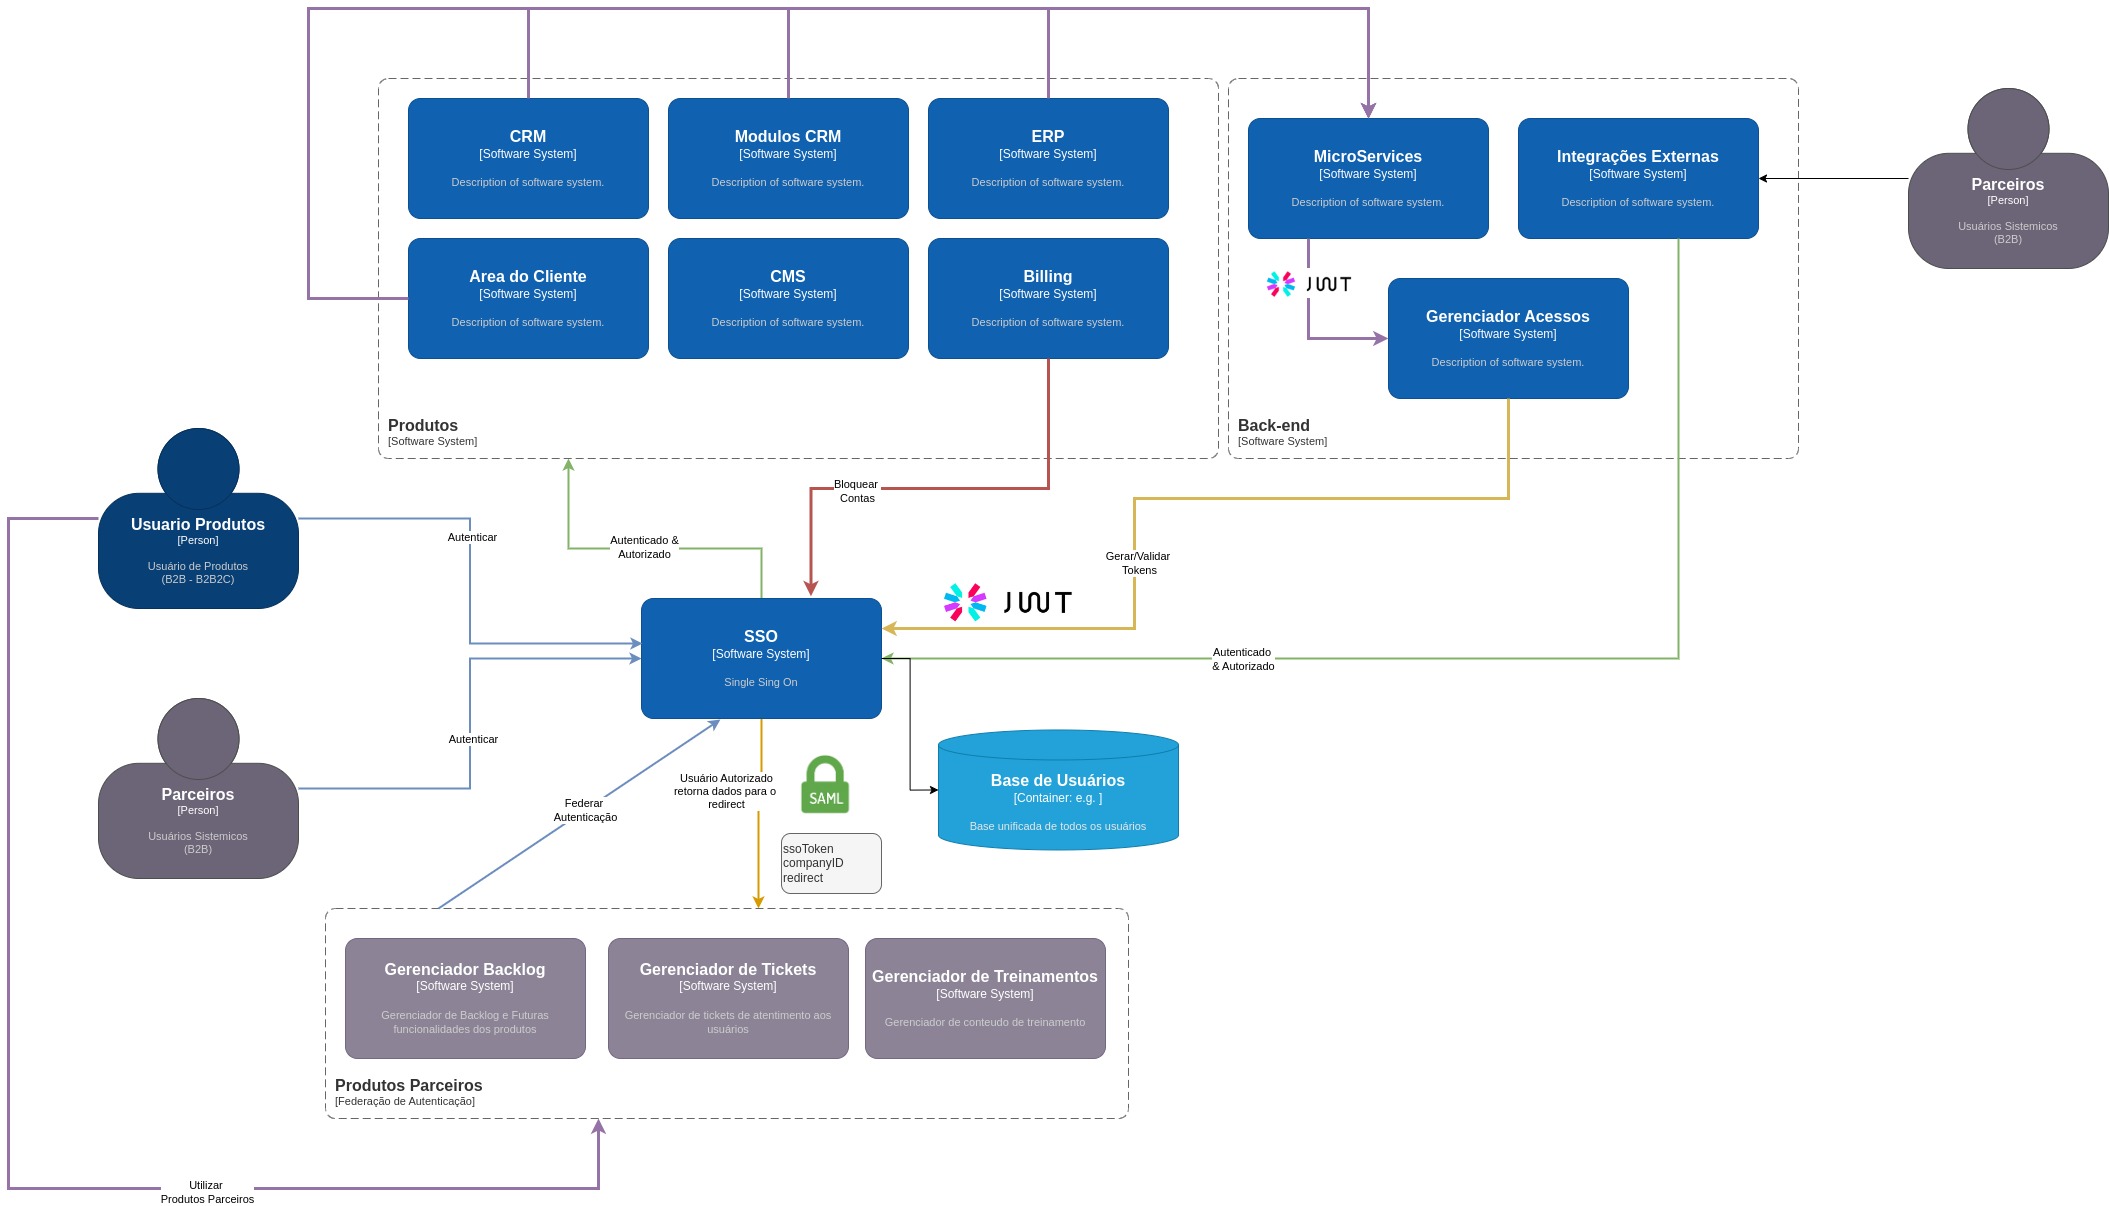 CRM
[Software System]
Description of software system.
Modulos CRM
[Software System]
Description of software system.
ERP
[Software System]
Description of software system.
Area do Cliente
[Software System]
Description of software system.
CMS
[Software System]
Description of software system.
Billing
[Software System]
Description of software system.
Produtos
[Software System]
MicroServices
[Software System]
Description of software system.
Integrações Externas
[Software System]
Description of software system.
JWT
Gerenciador Acessos
[Software System]
Description of software system.
Back-end
[Software System]
Parceiros
[Person]
Usuários Sistemicos
(B2B)
Usuario Produtos
[Person]
Usuário de Produtos
(B2B - B2B2C)
Autenticar
Autenticado &
Autorizado
Bloquear
Contas
Gerar/Validar
Tokens
JWT
SSO
[Software System]
Single Sing On
Autenticado
& Autorizado
Parceiros
[Person]
Usuários Sistemicos
(B2B)
Autenticar
Federar
Autenticação
Usuário Autorizado
retorna dados para o
redirect
SAML
ssoToken
companyID
redirect
Base de Usuários
[Container: e.g. ]
Base unificada de todos os usuários
Gerenciador Backlog
[Software System]
Gerenciador de Backlog e Futuras
funcionalidades dos produtos
Gerenciador de Tickets
[Software System]
Gerenciador de tickets de atentimento aos
usuários
Gerenciador de Treinamentos
[Software System]
Gerenciador de conteudo de treinamento
Produtos Parceiros
[Federação de Autenticação]
Utilizar
Produtos Parceiros